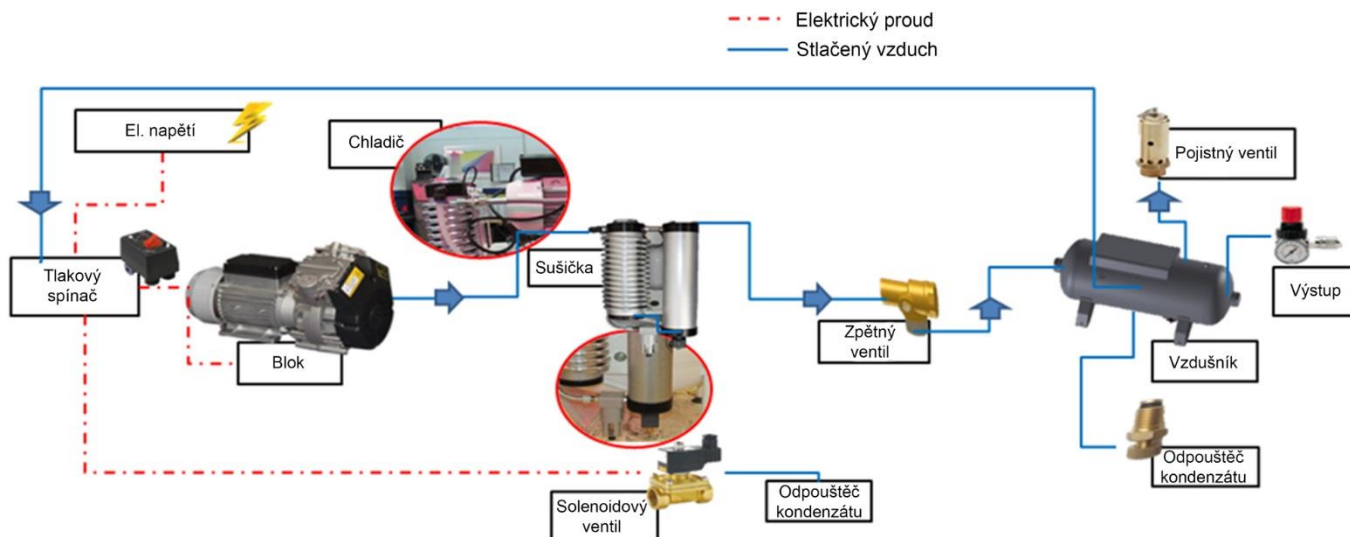 Elektrický proud
Stlačený vzduch
El. napětí
Chladič
Pojistný ventil
Sušička
Tlakový
spínač
Výstup
Zpětný
ventil
Blok
Vzdušník
Odpouštěč
kondenzátu
Solenoidový
ventil
Odpouštěč
kondenzátu